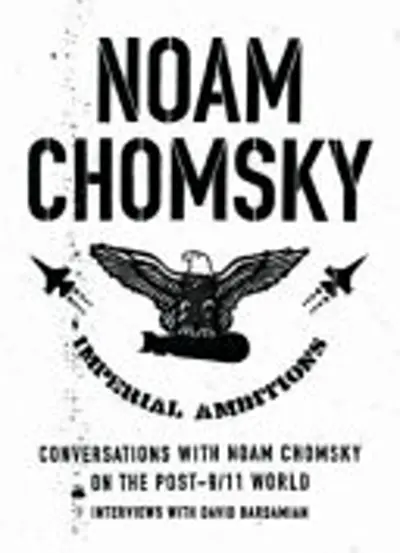 NOAM
CHOMSKY
IMPERIAL AMBITIONS
CONVERSATIONS WITH NOAM CHOMSKY
ON THE POST-9/11 WORLD
INTERVIEWS WITH DAVID BARSAMIAN